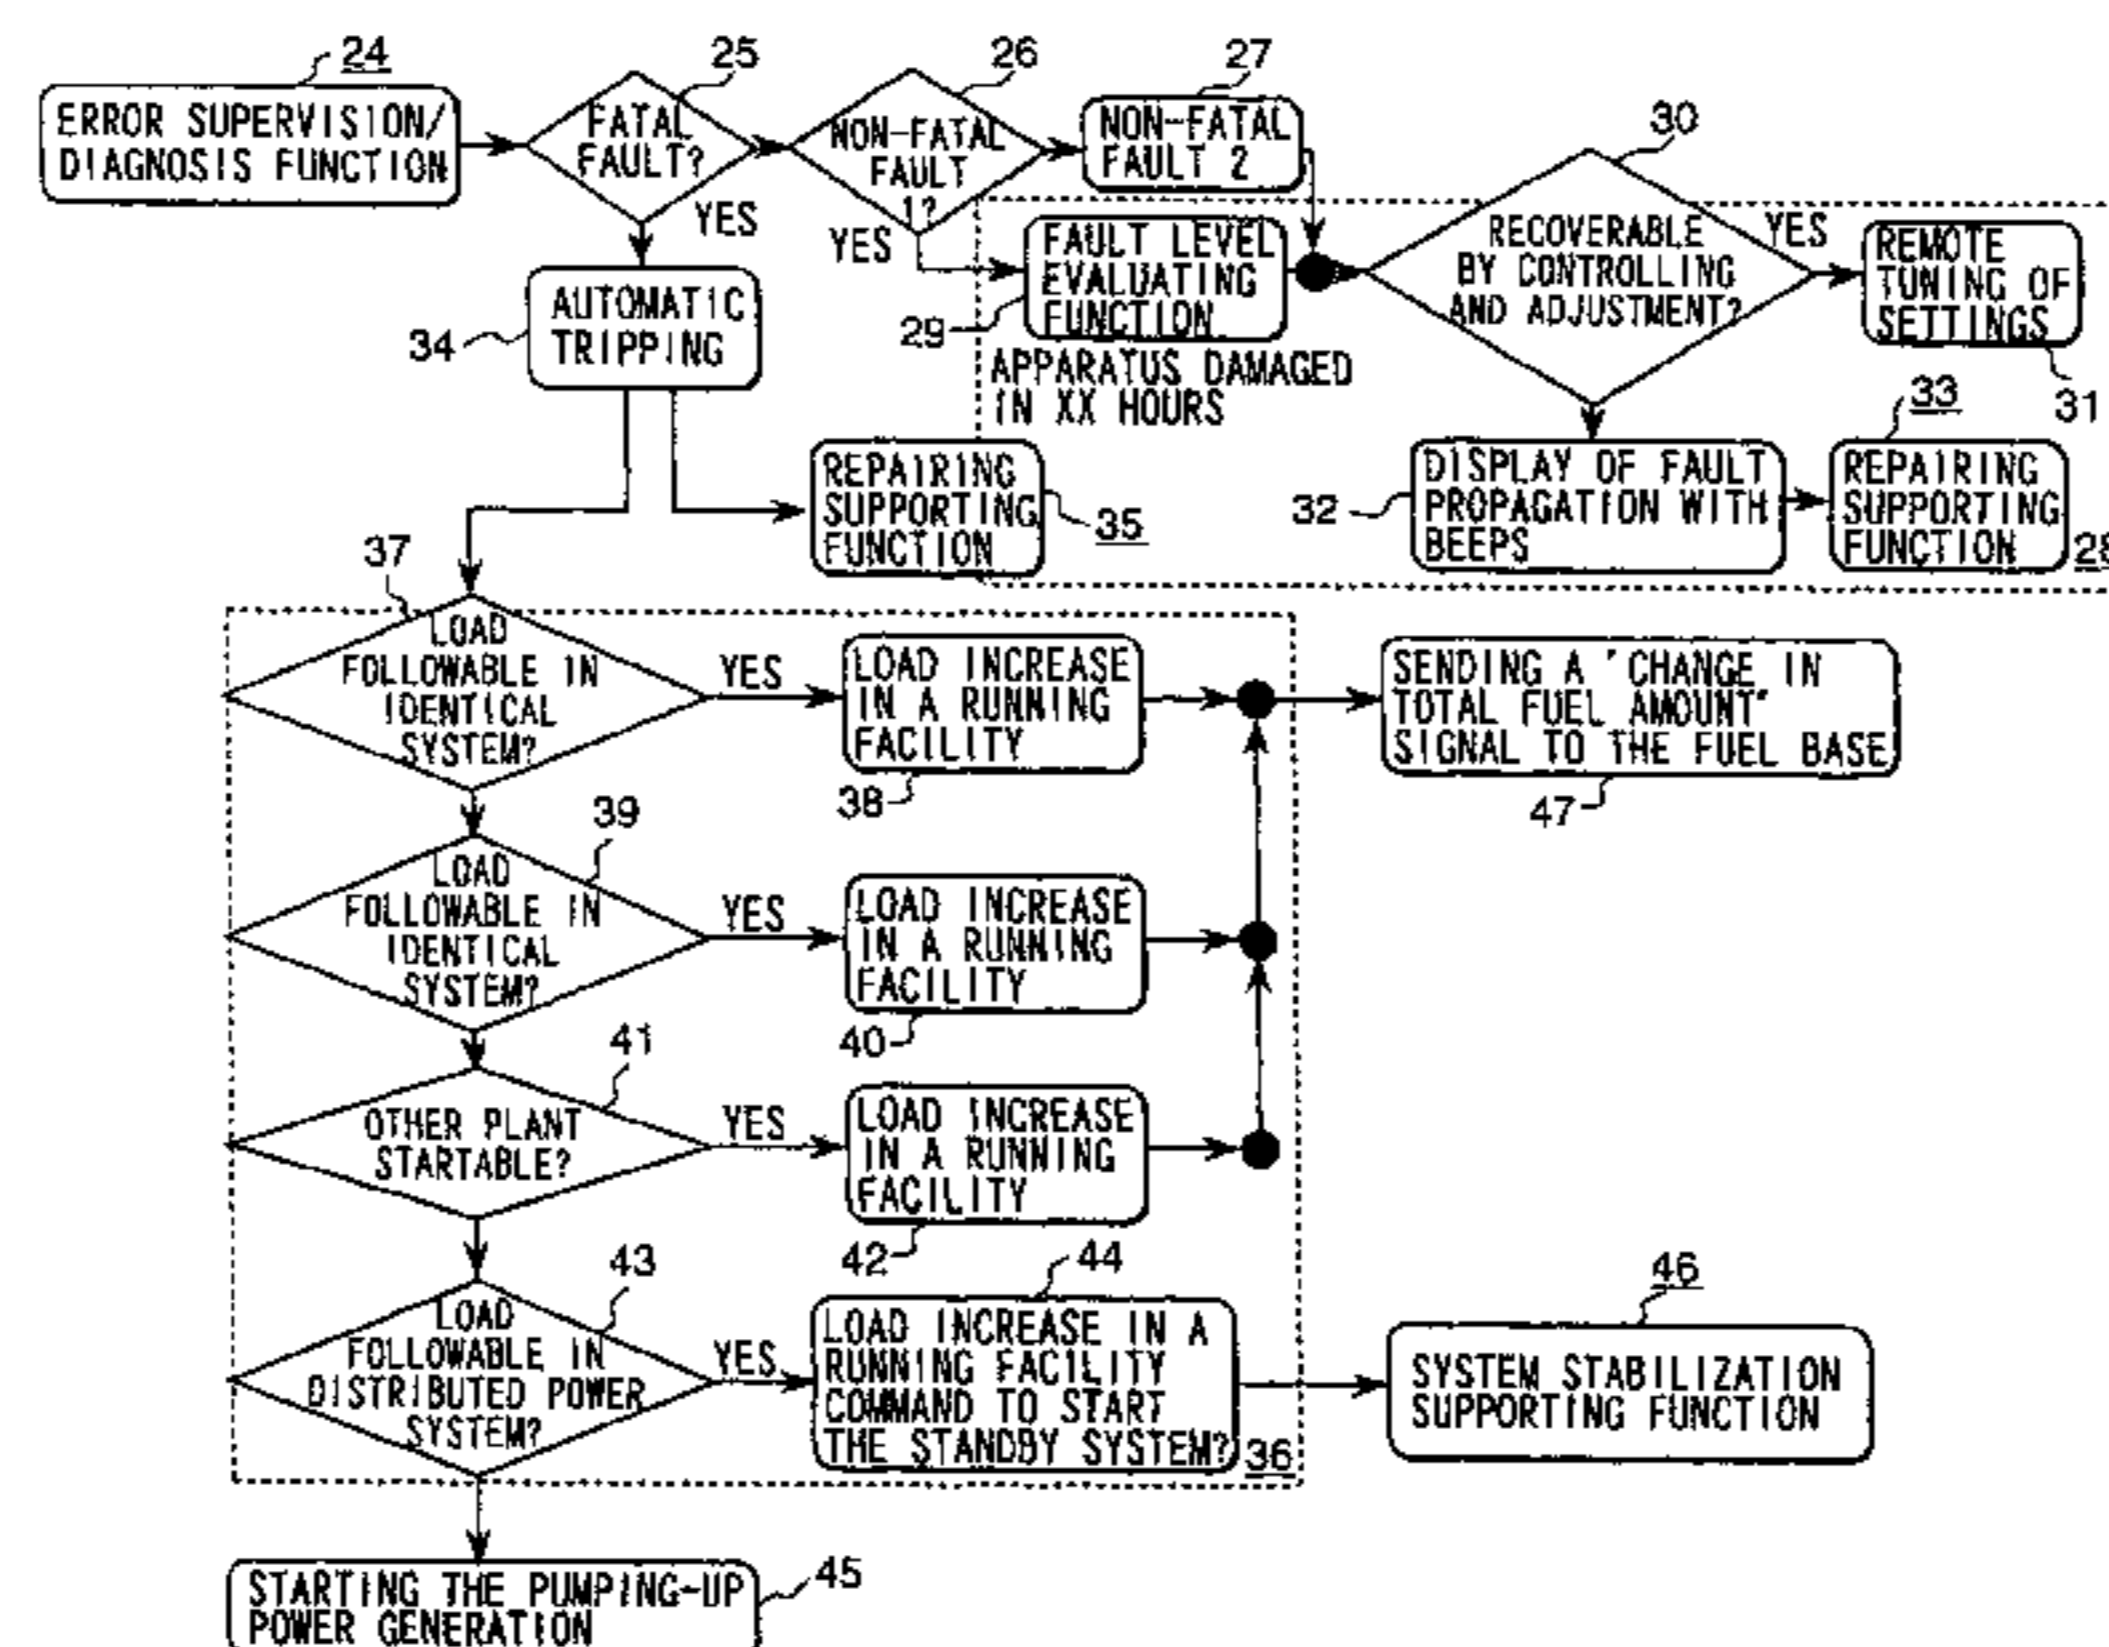 24
25
26
27
30
ERROR SUPERVISION/
DIAGNOSIS FUNCTION
FATAL
FAULT?
YES
NON-FATAL
FAULT
1?
YES
NON-FATAL
FAULT 2
FAULT LEVEL
EVALUATING
FUNCTION
29
APPARATUS DAMAGED
IN XX HOURS
RECOVERABLE
BY CONTROLLING
AND ADJUSTMENT?
YES
REMOTE
TUNING OF
SETTINGS
31
34
AUTOMATIC
TRIPPING
REPAIRING
SUPPORTING
FUNCTION
35
32
DISPLAY OF FAULT
PROPAGATION WITH
BEEPS
33
REPAIRING
SUPPORTING
FUNCTION
28
37
LOAD
FOLLOWABLE IN
IDENTICAL
SYSTEM?
YES
LOAD INCREASE
IN A RUNNING
FACILITY
38
SENDING A "CHANGE IN
TOTAL FUEL AMOUNT"
SIGNAL TO THE FUEL BASE
47
39
LOAD
FOLLOWABLE IN
IDENTICAL
SYSTEM?
YES
LOAD INCREASE
IN A RUNNING
FACILITY
40
41
OTHER PLANT
STARTABLE?
YES
LOAD INCREASE
IN A RUNNING
FACILITY
42
43
LOAD
FOLLOWABLE IN
DISTRIBUTED POWER
SYSTEM?
YES
44
LOAD INCREASE IN A
RUNNING FACILITY
COMMAND TO START
THE STANDBY SYSTEM?
36
46
SYSTEM STABILIZATION
SUPPORTING FUNCTION
STARTING THE PUMPING-UP
POWER GENERATION
45